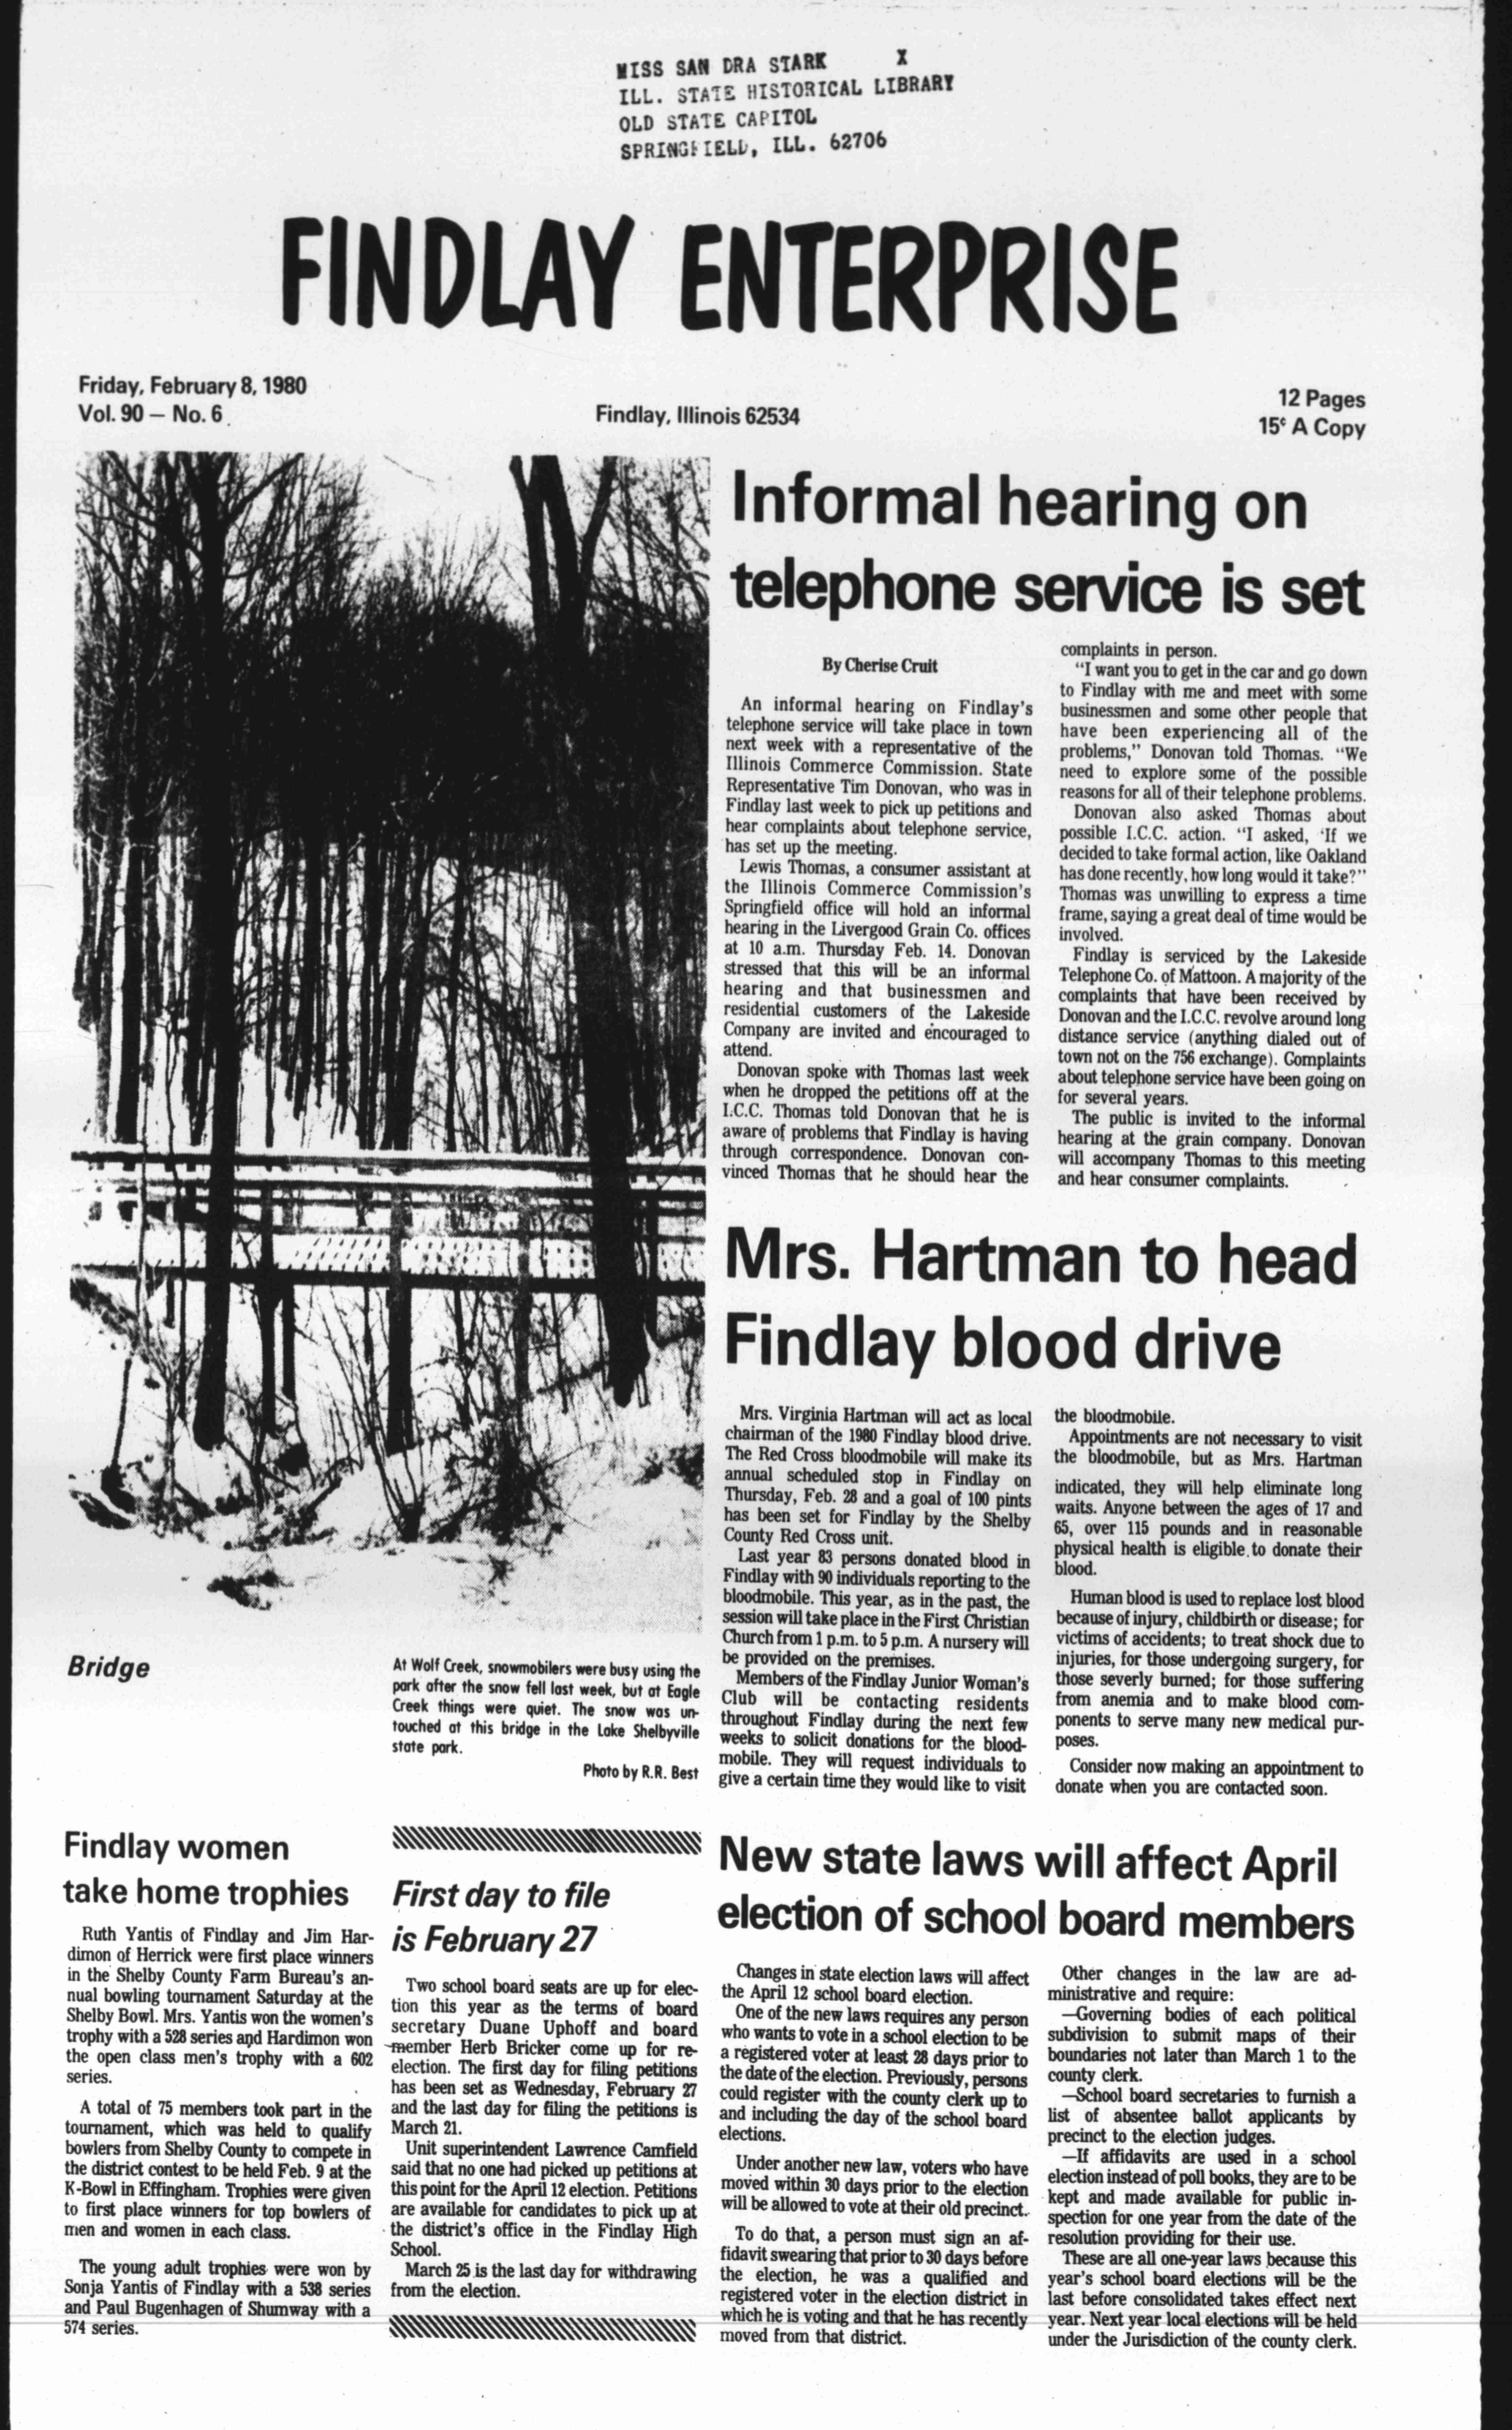 MISS SAN DRA STARK X
ILL. STATE HISTORICAL LIBRARY
OLD STATE CAPITOL
SPRINGFIELD, ILL. 62706
FINDLAY ENTERPRISE
Friday, February 8, 1980
Vol. 90 — No. 6
Findlay, Illinois 62534
12 Pages
15¢ A Copy
Informal hearing on
telephone service is set
By Cherise Cruit
An informal hearing on Findlay's
telephone service will take place in town
next week with a representative of the
Illinois Commerce Commission. State
Representative Tim Donovan, who was in
Findlay last week to pick up petitions and
hear complaints about telephone service,
has set up the meeting.
Lewis Thomas, a consumer assistant at
the Illinois Commerce Commission's
Springfield office will hold an informal
hearing in the Livergood Grain Co. offices
at 10 a.m. Thursday Feb. 14. Donovan
stressed that this will be an informal
hearing and that businessmen and
residential customers of the Lakeside
Company are invited and encouraged to
attend.
Donovan spoke with Thomas last week
when he dropped the petitions off at the
I.C.C. Thomas told Donovan that he is
aware of problems that Findlay is having
through correspondence. Donovan con-
vinced Thomas that he should hear the
complaints in person.
"I want you to get in the car and go down
to Findlay with me and meet with some
businessmen and some other people that
have been experiencing all of the
problems," Donovan told Thomas. "We
need to explore some of the possible
reasons for all of their telephone problems.
Donovan also asked Thomas about
possible I.C.C. action. "I asked, 'If we
decided to take formal action, like Oakland
has done recently, how long would it take?"
Thomas was unwilling to express a time
frame, saying a great deal of time would be
involved.
Findlay is serviced by the Lakeside
Telephone Co. of Mattoon. A majority of the
complaints that have been received by
Donovan and the I.C.C. revolve around long
distance service (anything dialed out of
town not on the 756 exchange). Complaints
about telephone service have been going on
for several years.
The public is invited to the informal
hearing at the grain company. Donovan
will accompany Thomas to this meeting
and hear consumer complaints.
Mrs. Hartman to head
Findlay blood drive
Mrs. Virginia Hartman will act as local
chairman of the 1980 Findlay blood drive.
The Red Cross bloodmobile will make its
annual scheduled stop in Findlay on
Thursday, Feb. 28 and a goal of 100 pints
has been set for Findlay by the Shelby
County Red Cross unit.
Last year 83 persons donated blood in
Findlay with 90 individuals reporting to the
bloodmobile. This year, as in the past, the
session will take place in the First Christian
Church from 1 p.m. to 5 p.m. A nursery will
be provided on the premises.
Members of the Findlay Junior Woman's
Club will be contacting residents
throughout Findlay during the next few
weeks to solicit donations for the blood-
mobile. They will request individuals to
give a certain time they would like to visit
the bloodmobile.
Appointments are not necessary to visit
the bloodmobile, but as Mrs. Hartman
indicated, they will help eliminate long
waits. Anyone between the ages of 17 and
65, over 115 pounds and in reasonable
physical health is eligible to donate their
blood.
Human blood is used to replace lost blood
because of injury, childbirth or disease; for
victims of accidents; to treat shock due to
injuries, for those undergoing surgery, for
those severly burned; for those suffering
from anemia and to make blood com-
ponents to serve many new medical pur-
poses.
Consider now making an appointment to
donate when you are contacted soon.
Bridge
At Wolf Creek, snowmobilers were busy using the
park after the snow fell last week, but at Eagle
Creek things were quiet. The snow was un-
touched at this bridge in the Lake Shelbyville
state park.
Photo by R.R. Best
Findlay women
take home trophies
Ruth Yantis of Findlay and Jim Har-
dimon of Herrick were first place winners
in the Shelby County Farm Bureau's an-
nual bowling tournament Saturday at the
Shelby Bowl. Mrs. Yantis won the women's
trophy with a 528 series and Hardimon won
the open class men's trophy with a 602
series.
A total of 75 members took part in the
tournament, which was held to qualify
bowlers from Shelby County to compete in
the district contest to be held Feb. 9 at the
K-Bowl in Effingham. Trophies were given
to first place winners for top bowlers of
men and women in each class.
The young adult trophies were won by
Sonja Yantis of Findlay with a 538 series
and Paul Bugenhagen of Shumway with a
574 series.
First day to file
is February 27
Two school board seats are up for elec-
tion this year as the terms of board
secretary Duane Uphoff and board
member Herb Bricker come up for re-
election. The first day for filing petitions
has been set as Wednesday, February 27
and the last day for filing the petitions is
March 21.
Unit superintendent Lawrence Camfield
said that no one had picked up petitions at
this point for the April 12 election. Petitions
are available for candidates to pick up at
the district's office in the Findlay High
School.
March 25 is the last day for withdrawing
from the election.
New state laws will affect April
election of school board members
Changes in state election laws will affect
the April 12 school board election.
One of the new laws requires any person
who wants to vote in a school election to be
a registered voter at least 28 days prior to
the date of the election. Previously, persons
could register with the county clerk up to
and including the day of the school board
elections.
Under another new law, voters who have
moved within 30 days prior to the election
will be allowed to vote at their old precinct.
To do that, a person must sign an af-
fidavit swearing that prior to 30 days before
the election, he was a qualified and
registered voter in the election district in
which he is voting and that he has recently
moved from that district.
Other changes in the law are ad-
ministrative and require:
—Governing bodies of each political
subdivision to submit maps of their
boundaries not later than March 1 to the
county clerk.
—School board secretaries to furnish a
list of absentee ballot applicants by
precinct to the election judges.
—If affidavits are used in a school
election instead of poll books, they are to be
kept and made available for public in-
spection for one year from the date of the
resolution providing for their use.
These are all one-year laws because this
year's school board elections will be the
last before consolidated takes effect next
year. Next year local elections will be held
under the Jurisdiction of the county clerk.